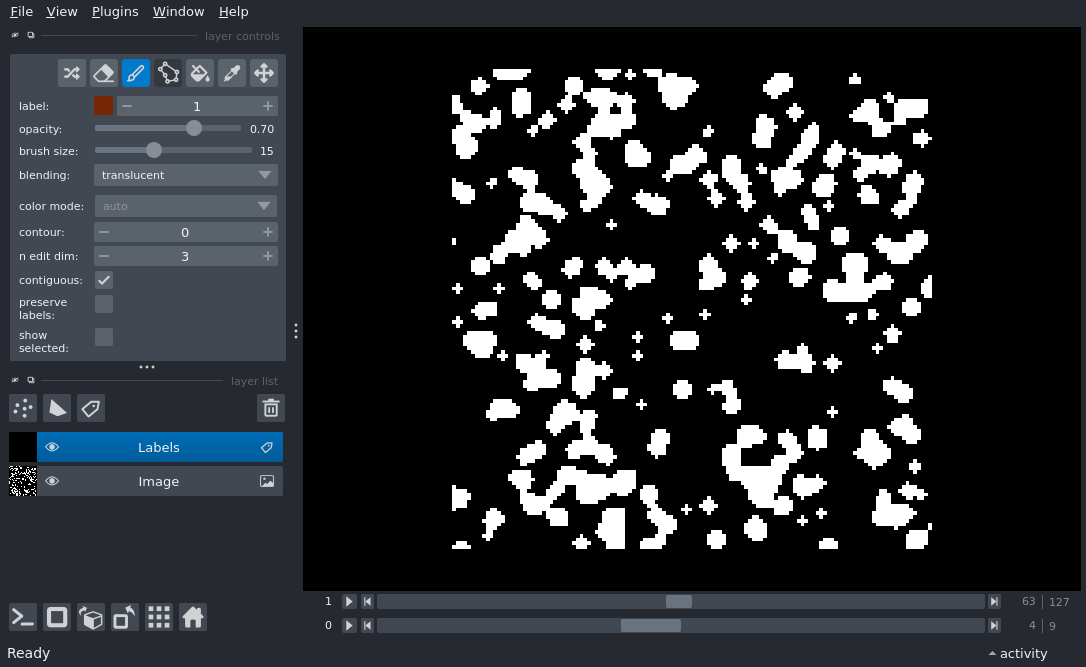 File View Plugins Window Help
layer controls
label: 1
opacity: 0.70
brush size: 15
blending: translucent
color mode: auto
contour: 0
n edit dim: 3
contiguous:
preserve
labels:
show
selected:
layer list
Labels
Image
1 63 127
0 4 9
Ready
activity